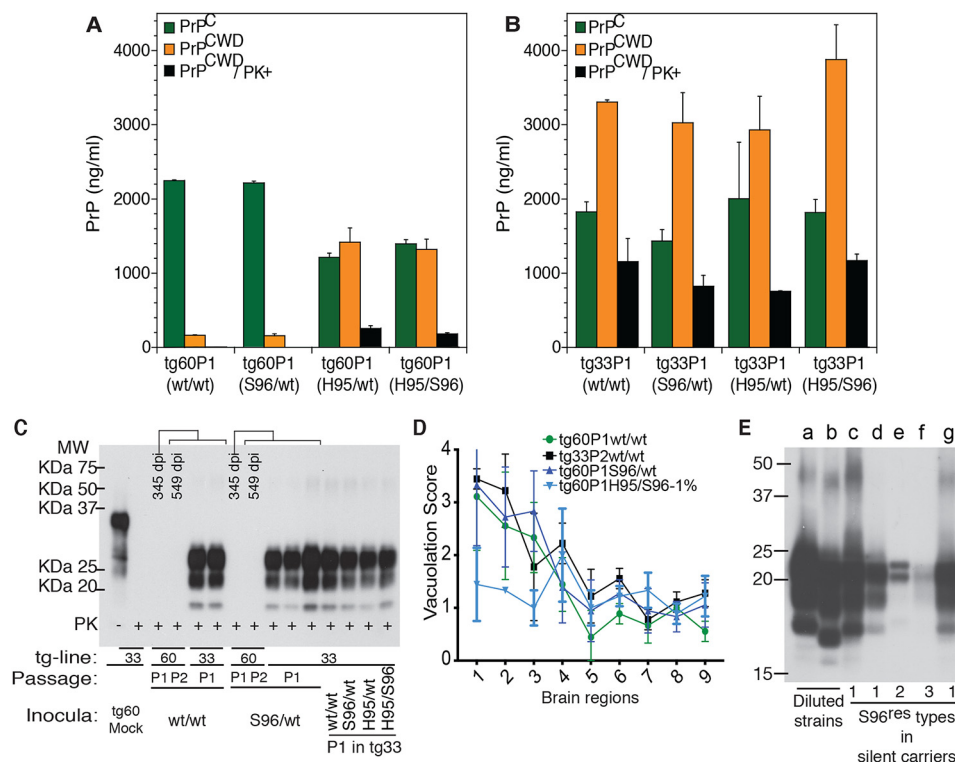 A
PrP^C
PrP^CWD
PrP^CWD / PK+
PrP (ng/ml)
4000
3000
2000
1000
0
tg60P1 tg60P1 tg60P1 tg60P1
(wt/wt) (S96/wt) (H95/wt) (H95/S96)
B
PrP^C
PrP^CWD
PrP^CWD / PK+
4000
3000
2000
1000
0
tg33P1 tg33P1 tg33P1 tg33P1
(wt/wt) (S96/wt) (H95/wt) (H95/S96)
C
MW
KDa 75
KDa 50
KDa 37
KDa 25
KDa 20
345 dpi
549 dpi
345 dpi
549 dpi
PK - + + + + + + + + + + + + +
tg-line: 33 60 33 60 33
Passage: P1 P2 P1 P1 P2 P1
Inocula: tg60 Mock wt/wt S96/wt wt/wt S96/wt H95/wt H95/S96
P1 in tg33
D
Vacuolation Score
4
3
2
1
0
tg60P1wt/wt
tg33P2wt/wt
tg60P1S96/wt
tg60P1H95/S96-1%
1 2 3 4 5 6 7 8 9
Brain regions
E
a b c d e f g
50
37
25
20
15
Diluted strains
1 1 2 3 1
S96^res types
in
silent carriers